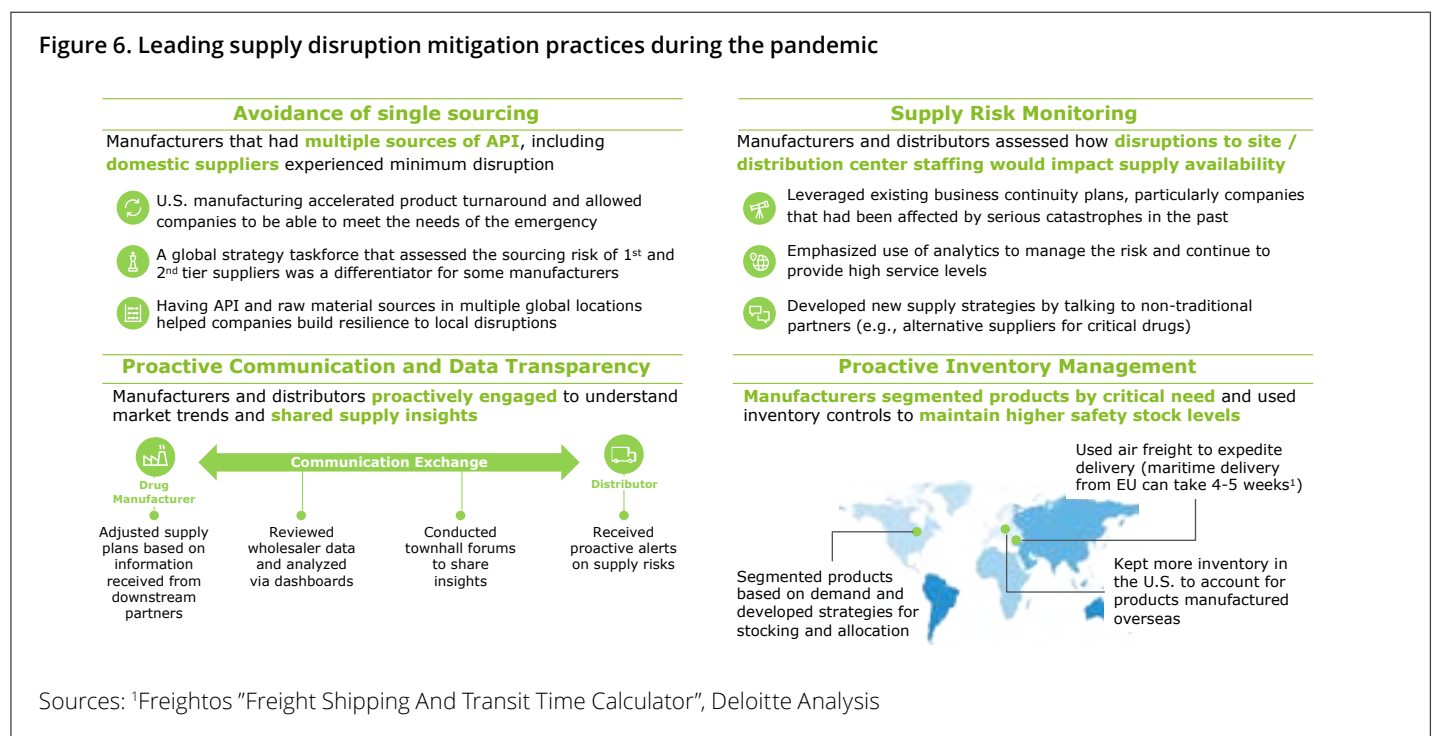 Figure 6. Leading supply disruption mitigation practices during the pandemic
Avoidance of single sourcing
Manufacturers that had multiple sources of API, including
domestic suppliers experienced minimum disruption
U.S. manufacturing accelerated product turnaround and allowed
companies to be able to meet the needs of the emergency
A global strategy taskforce that assessed the sourcing risk of 1st and
2nd tier suppliers was a differentiator for some manufacturers
Having API and raw material sources in multiple global locations
helped companies build resilience to local disruptions
Supply Risk Monitoring
Manufacturers and distributors assessed how disruptions to site /
distribution center staffing would impact supply availability
Leveraged existing business continuity plans, particularly companies
that had been affected by serious catastrophes in the past
Emphasized use of analytics to manage the risk and continue to
provide high service levels
Developed new supply strategies by talking to non-traditional
partners (e.g., alternative suppliers for critical drugs)
Proactive Communication and Data Transparency
Manufacturers and distributors proactively engaged to understand
market trends and shared supply insights
Communication Exchange
Drug
Manufacturer
Distributor
Adjusted supply
plans based on
information
received from
downstream
partners
Reviewed
wholesaler data
and analyzed
via dashboards
Conducted
townhall forums
to share
insights
Received
proactive alerts
on supply risks
Proactive Inventory Management
Manufacturers segmented products by critical need and used
inventory controls to maintain higher safety stock levels
Used air freight to expedite
delivery (maritime delivery
from EU can take 4-5 weeks¹)
Segmented products
based on demand and
developed strategies for
stocking and allocation
Kept more inventory in
the U.S. to account for
products manufactured
overseas
Sources: ¹Freightos ”Freight Shipping And Transit Time Calculator”, Deloitte Analysis